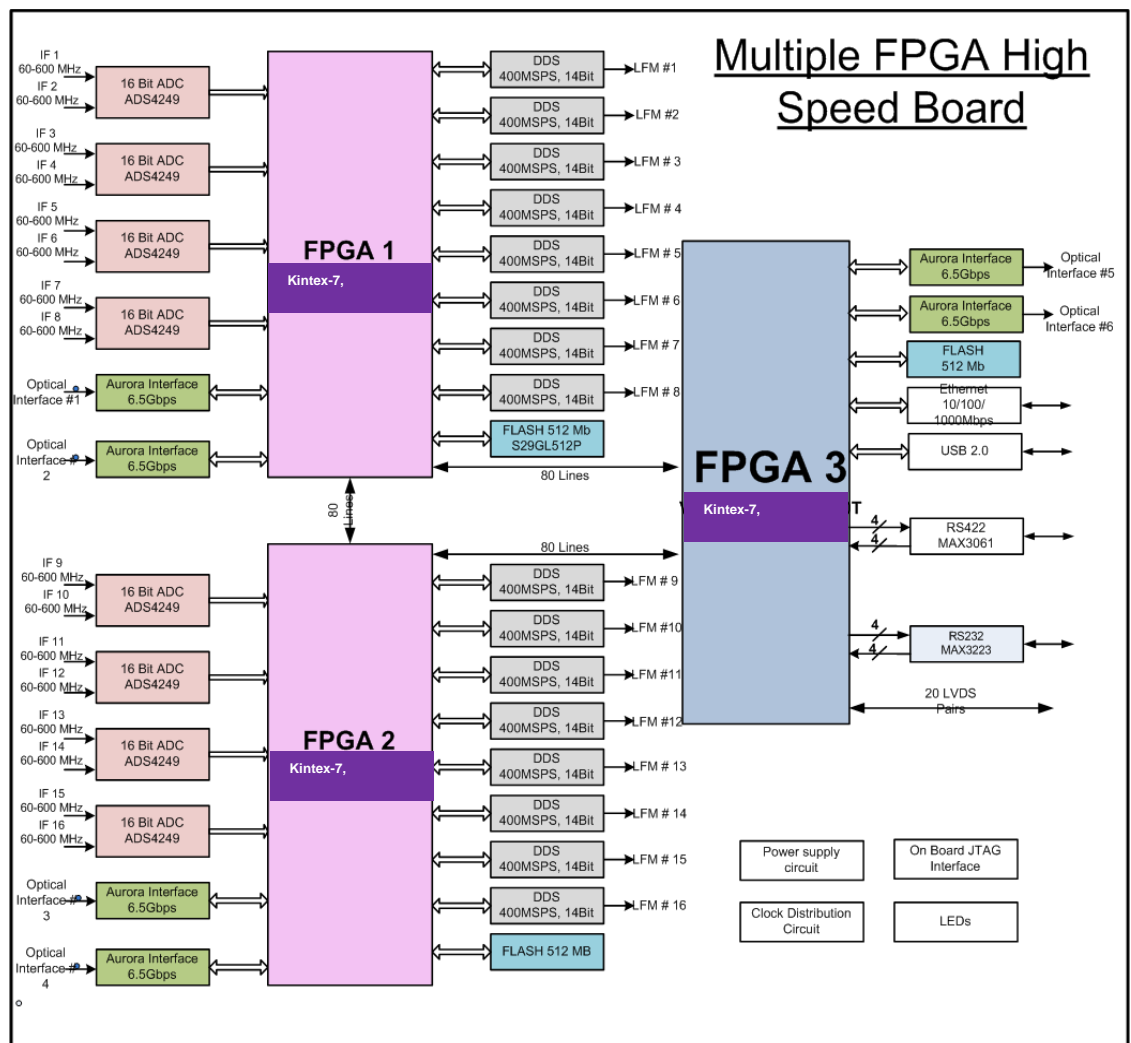 Multiple FPGA High
Speed Board
IF 1
60-600 MHz
IF 2
60-600 MHz
16 Bit ADC
ADS4249
IF 3
60-600 MHz
IF 4
60-600 MHz
16 Bit ADC
ADS4249
IF 5
60-600 MHz
IF 6
60-600 MHz
16 Bit ADC
ADS4249
IF 7
60-600 MHz
IF 8
60-600 MHz
16 Bit ADC
ADS4249
Optical
Interface #1
Aurora Interface
6.5Gbps
Optical
Interface #
2
Aurora Interface
6.5Gbps
FPGA 1
Kintex-7,
DDS
400MSPS, 14Bit
LFM #1
DDS
400MSPS, 14Bit
LFM #2
DDS
400MSPS, 14Bit
LFM # 3
DDS
400MSPS, 14Bit
LFM # 4
DDS
400MSPS, 14Bit
LFM # 5
DDS
400MSPS, 14Bit
LFM # 6
DDS
400MSPS, 14Bit
LFM # 7
DDS
400MSPS, 14Bit
LFM # 8
FLASH 512 Mb
S29GL512P
80 Lines
80
Lines
80 Lines
IF 9
60-600 MHz
IF 10
60-600 MHz
16 Bit ADC
ADS4249
IF 11
60-600 MHz
IF 12
60-600 MHz
16 Bit ADC
ADS4249
IF 13
60-600 MHz
IF 14
60-600 MHz
16 Bit ADC
ADS4249
IF 15
60-600 MHz
IF 16
60-600 MHz
16 Bit ADC
ADS4249
Optical
Interface #
3
Aurora Interface
6.5Gbps
Optical
Interface #
4
Aurora Interface
6.5Gbps
FPGA 2
Kintex-7,
DDS
400MSPS, 14Bit
LFM # 9
DDS
400MSPS, 14Bit
LFM #10
DDS
400MSPS, 14Bit
LFM #11
DDS
400MSPS, 14Bit
LFM #12
DDS
400MSPS, 14Bit
LFM # 13
DDS
400MSPS, 14Bit
LFM # 14
DDS
400MSPS, 14Bit
LFM # 15
DDS
400MSPS, 14Bit
LFM # 16
FLASH 512 MB
FPGA 3
Kintex-7,
Aurora Interface
6.5Gbps
Optical
Interface #5
Aurora Interface
6.5Gbps
Optical
Interface #6
FLASH
512 Mb
Ethernet
10/100/
1000Mbps
USB 2.0
4
4
RS422
MAX3061
4
4
RS232
MAX3223
20 LVDS
Pairs
Power supply
circuit
On Board JTAG
Interface
Clock Distribution
Circuit
LEDs